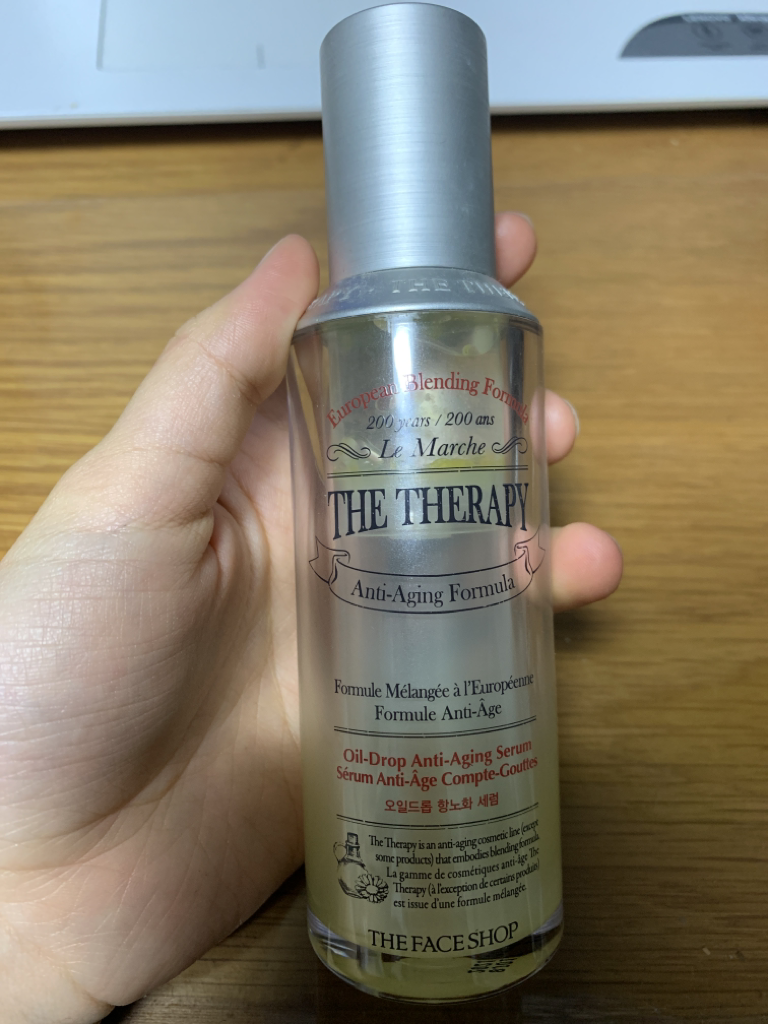 THE THE
European Blending Formula
200 years / 200 ans
Le Marche
THE THERAPY
Anti-Aging Formula
Formule Mélangée à l'Européenne
Formule Anti-Âge
Oil-Drop Anti-Aging Serum
Sérum Anti-Âge Compte-Gouttes
오일드롭 항노화 세럼
The Therapy is an anti-aging cosmetic line (except
some products) that embodies blending formula.
La gamme de cosmétiques anti-âge The
Therapy (à l'exception de certains produits)
est issue d'une formule mélangée.
THE FACE SHOP